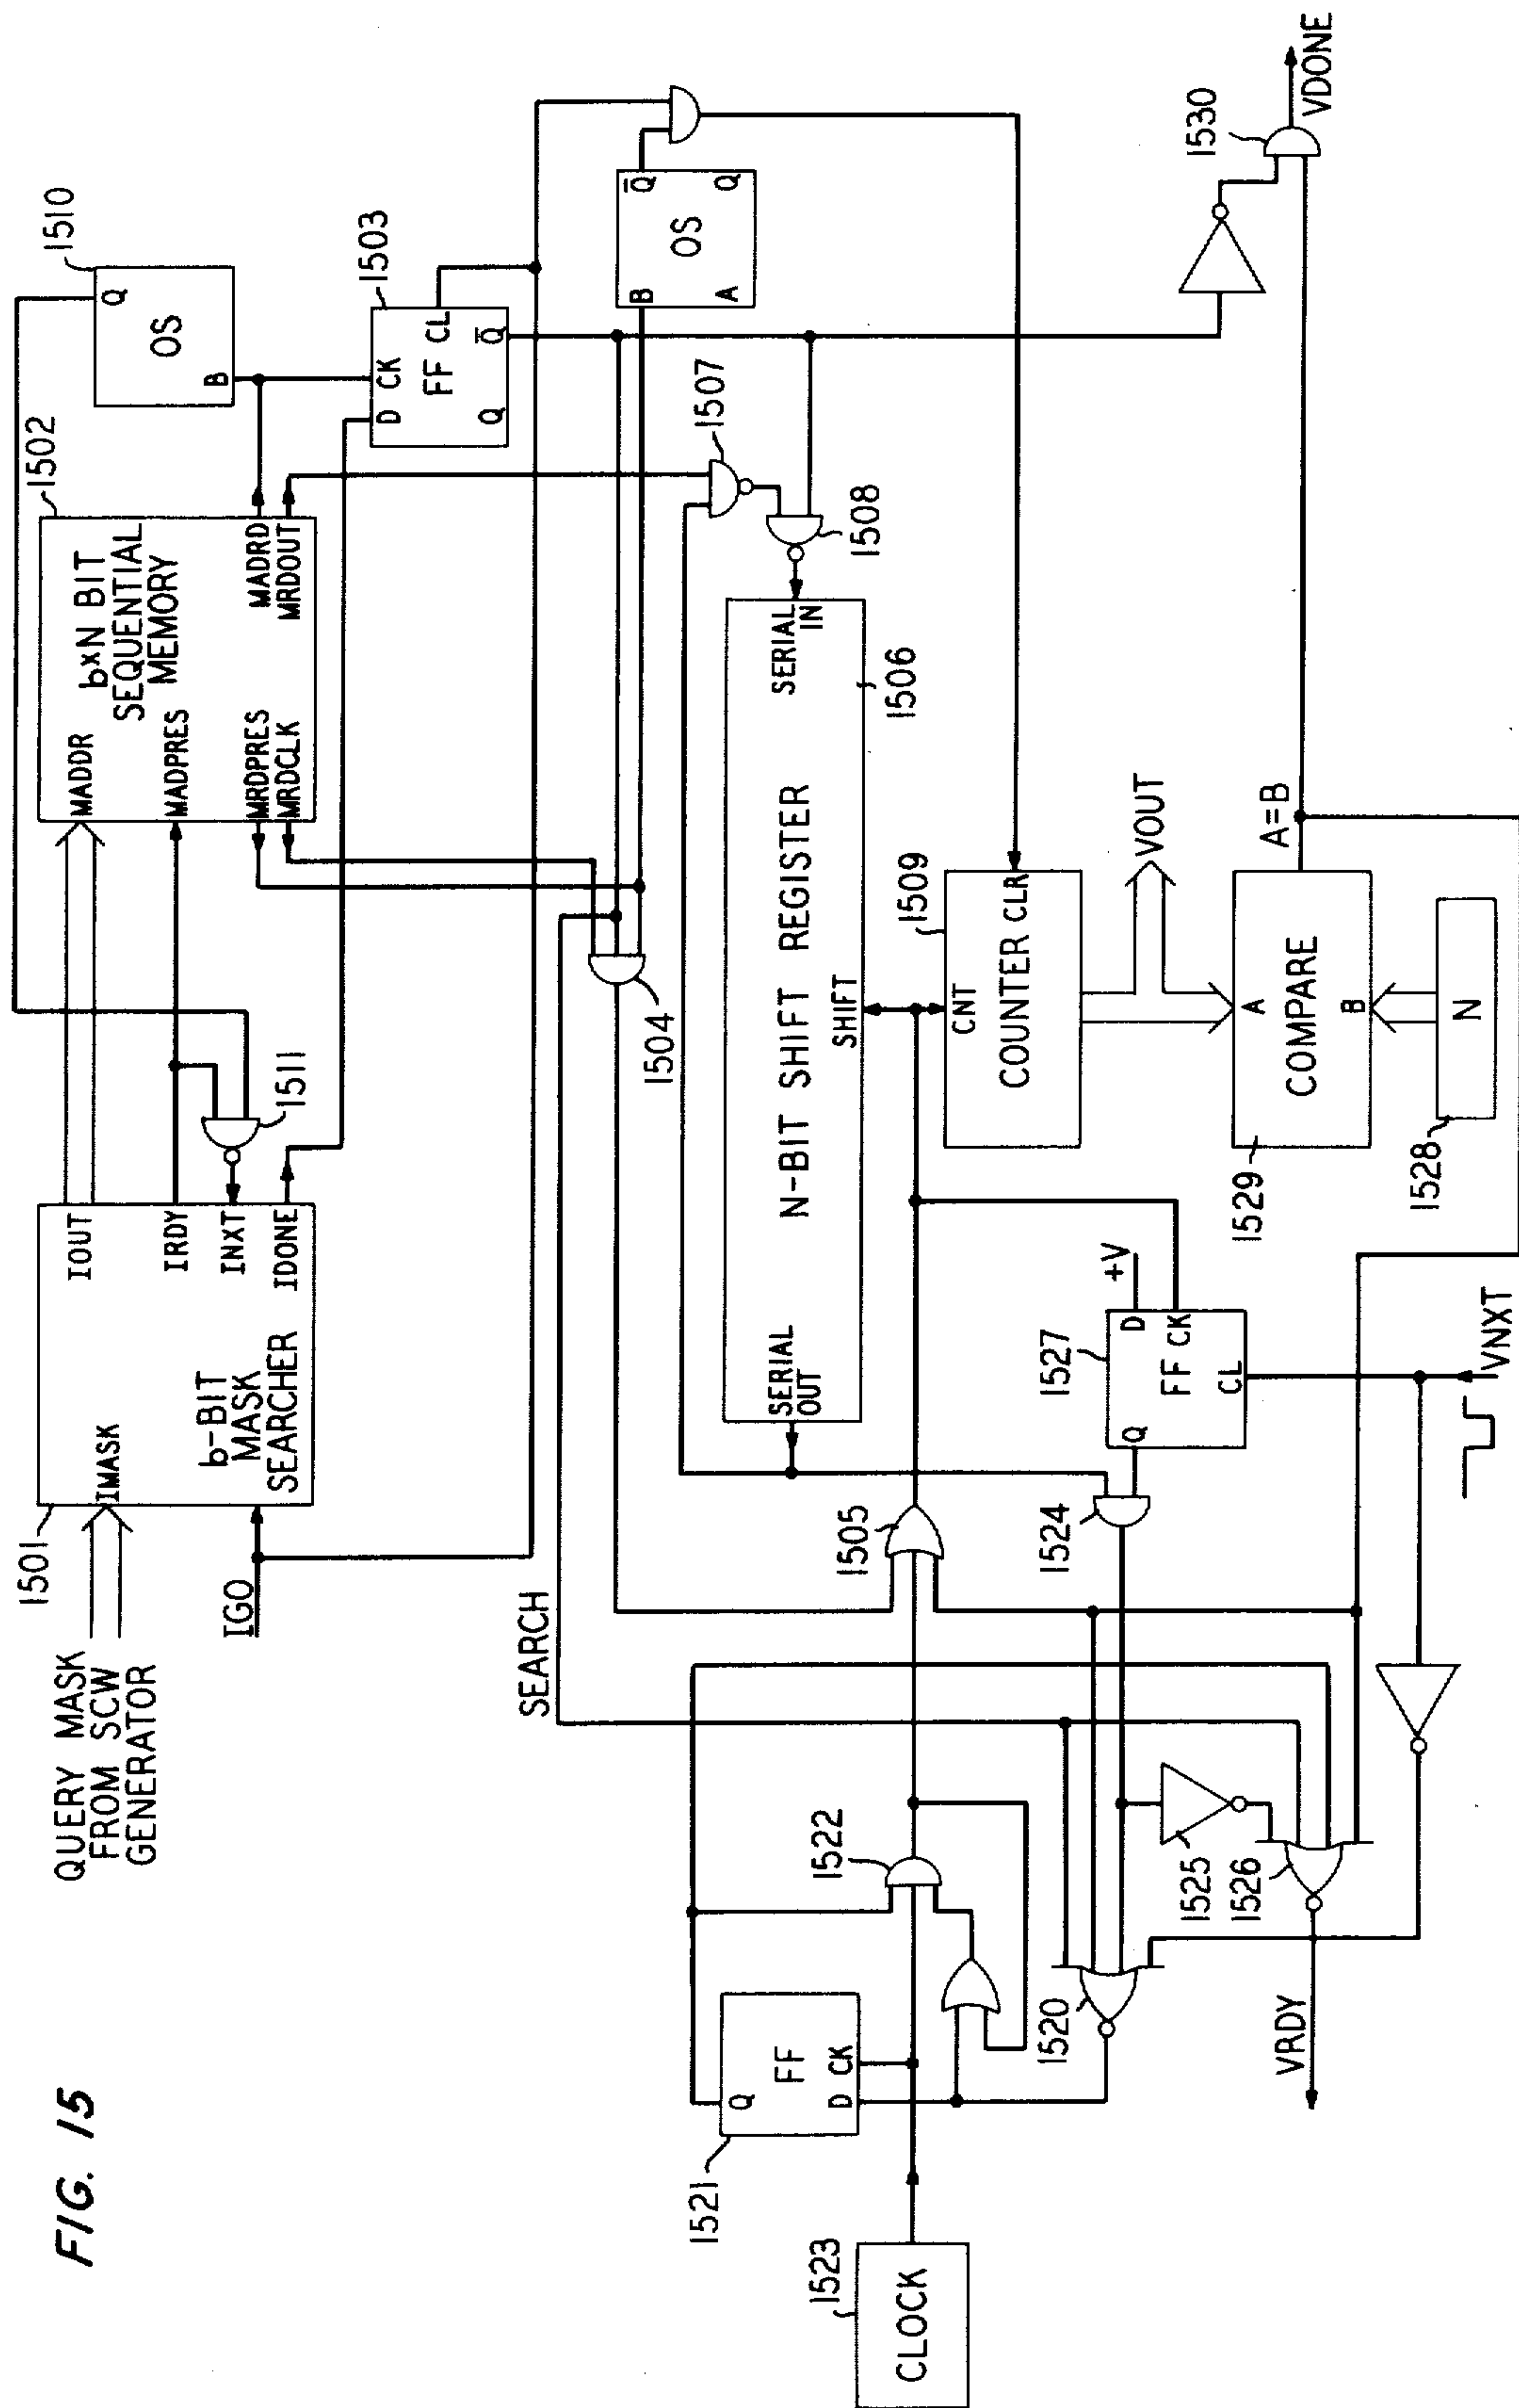 FIG. 15
QUERY MASK
FROM SCW
GENERATOR
IGO
1501
IMASK
b-BIT
MASK
SEARCHER
IOUT
IRDY
INXT
IDONE
1511
1502
MADDR
MADPRES
MRDPRES
MRDCLK
b×N BIT
SEQUENTIAL
MEMORY
MADRD
MRDOUT
1510
Q
OS
B
1503
D
CK
FF
CL
Q
Q̅
B
Q̅
OS
A
Q
1504
SEARCH
1507
1508
SERIAL
OUT
N-BIT SHIFT REGISTER
SERIAL
IN
SHIFT
1506
1505
1509
CNT
COUNTER
CLR
VOUT
1529
A
COMPARE
B
A=B
1528
N
1530
VDONE
1527
+V
D
Q
FF
CK
CL
VNXT
1524
1522
1525
1526
1520
VRDY
1521
Q
FF
D
CK
1523
CLOCK